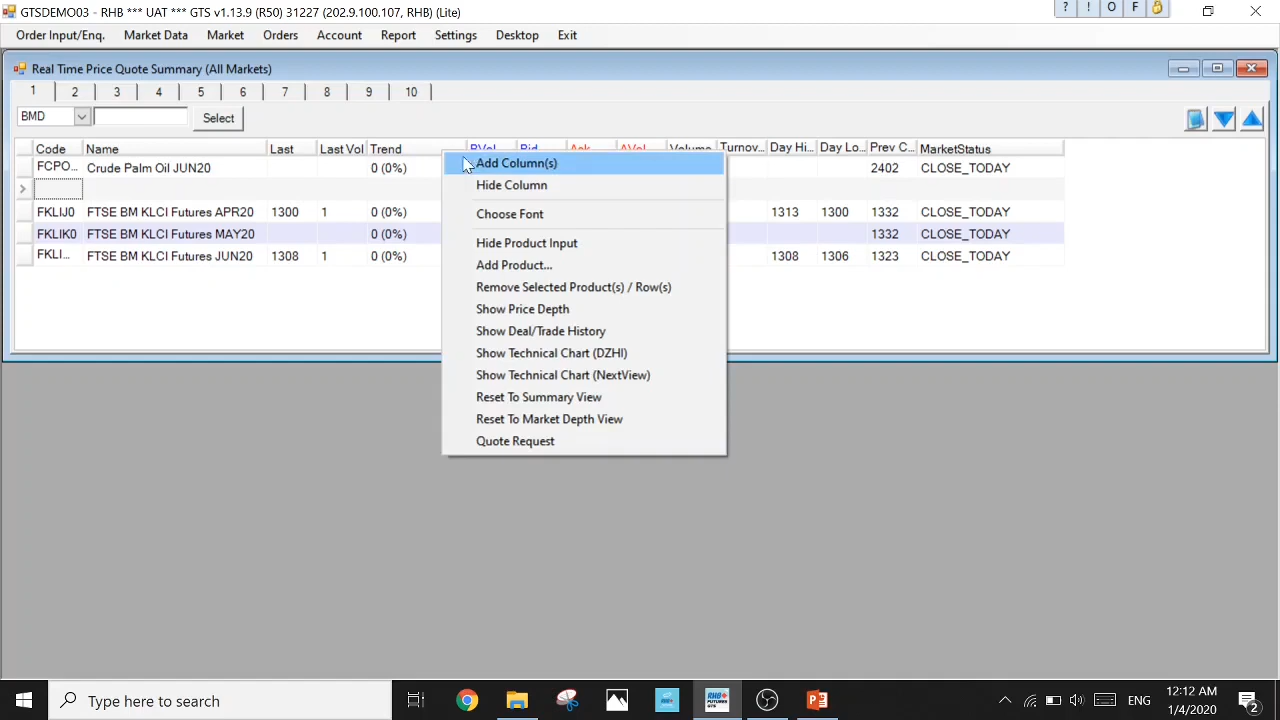 GTSDEMO03 - RHB *** UAT *** GTS v1.13.9 (R50) 31227 (202.9.100.107, RHB) (Lite)
? ! O F
Order Input/Enq. Market Data Market Orders Account Report Settings Desktop Exit
Real Time Price Quote Summary (All Markets)
1 2 3 4 5 6 7 8 9 10
BMD Select
Code Name Last Last Vol Trend BVol Bid Ask AVol Volume Turnov... Day Hi... Day Lo... Prev C... MarketStatus
FCPO... Crude Palm Oil JUN20 0 (0%) 2402 CLOSE_TODAY
FKLIJ0 FTSE BM KLCI Futures APR20 1300 1 0 (0%) 1313 1300 1332 CLOSE_TODAY
FKLIK0 FTSE BM KLCI Futures MAY20 0 (0%) 1332 CLOSE_TODAY
FKLI... FTSE BM KLCI Futures JUN20 1308 1 0 (0%) 1308 1306 1323 CLOSE_TODAY
Add Column(s)
Hide Column
Choose Font
Hide Product Input
Add Product...
Remove Selected Product(s) / Row(s)
Show Price Depth
Show Deal/Trade History
Show Technical Chart (DZHI)
Show Technical Chart (NextView)
Reset To Summary View
Reset To Market Depth View
Quote Request
Type here to search
ENG
12:12 AM
1/4/2020
2